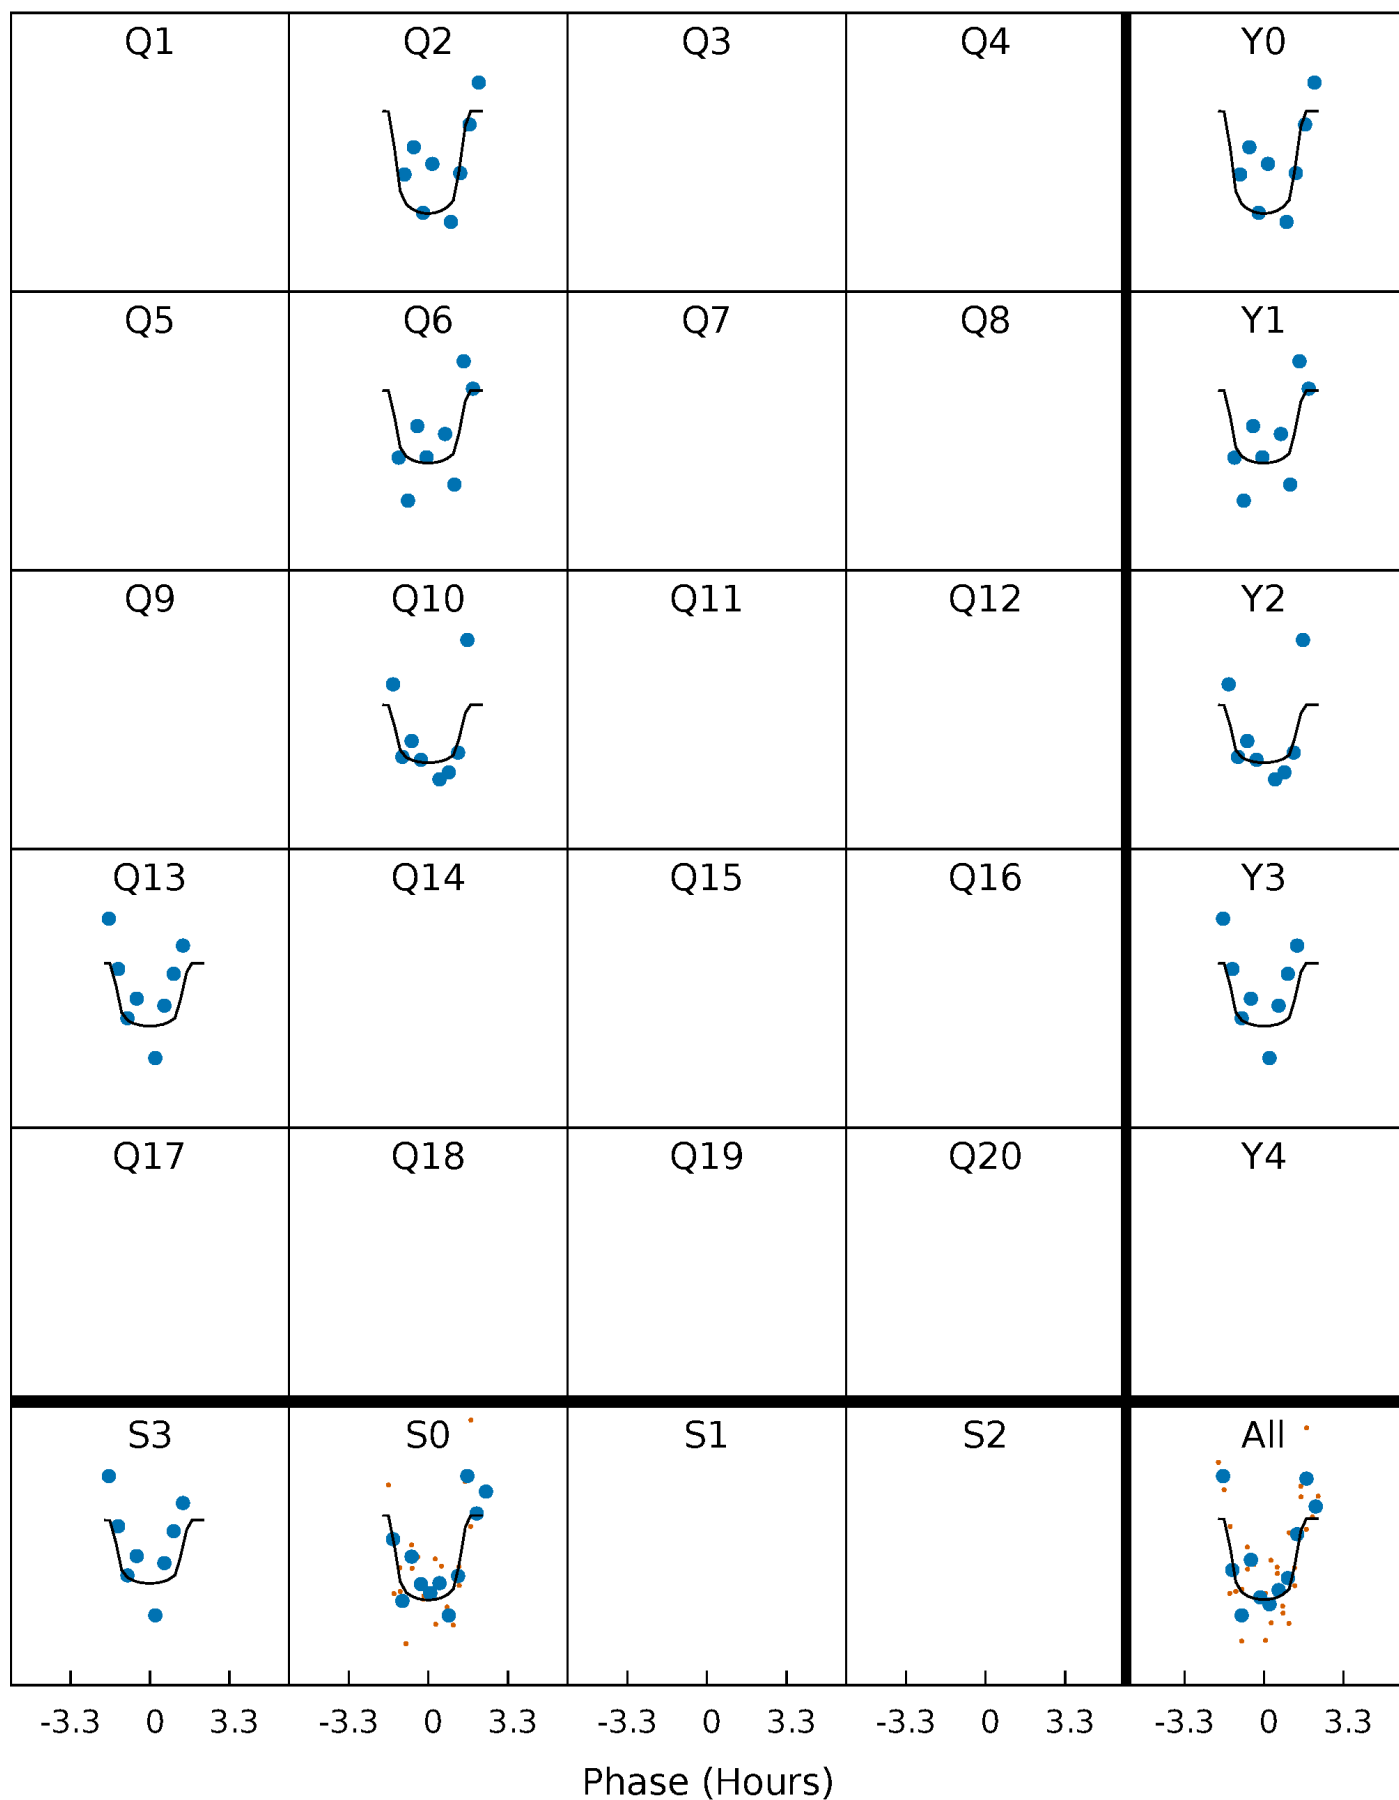 Q1 Q2 Q3 Q4 Y0
Q5 Q6 Q7 Q8 Y1
Q9 Q10 Q11 Q12 Y2
Q13 Q14 Q15 Q16 Y3
Q17 Q18 Q19 Q20 Y4
S3 S0 S1 S2 All
-3.3 0 3.3 -3.3 0 3.3 -3.3 0 3.3 -3.3 0 3.3 -3.3 0 3.3
Phase (Hours)